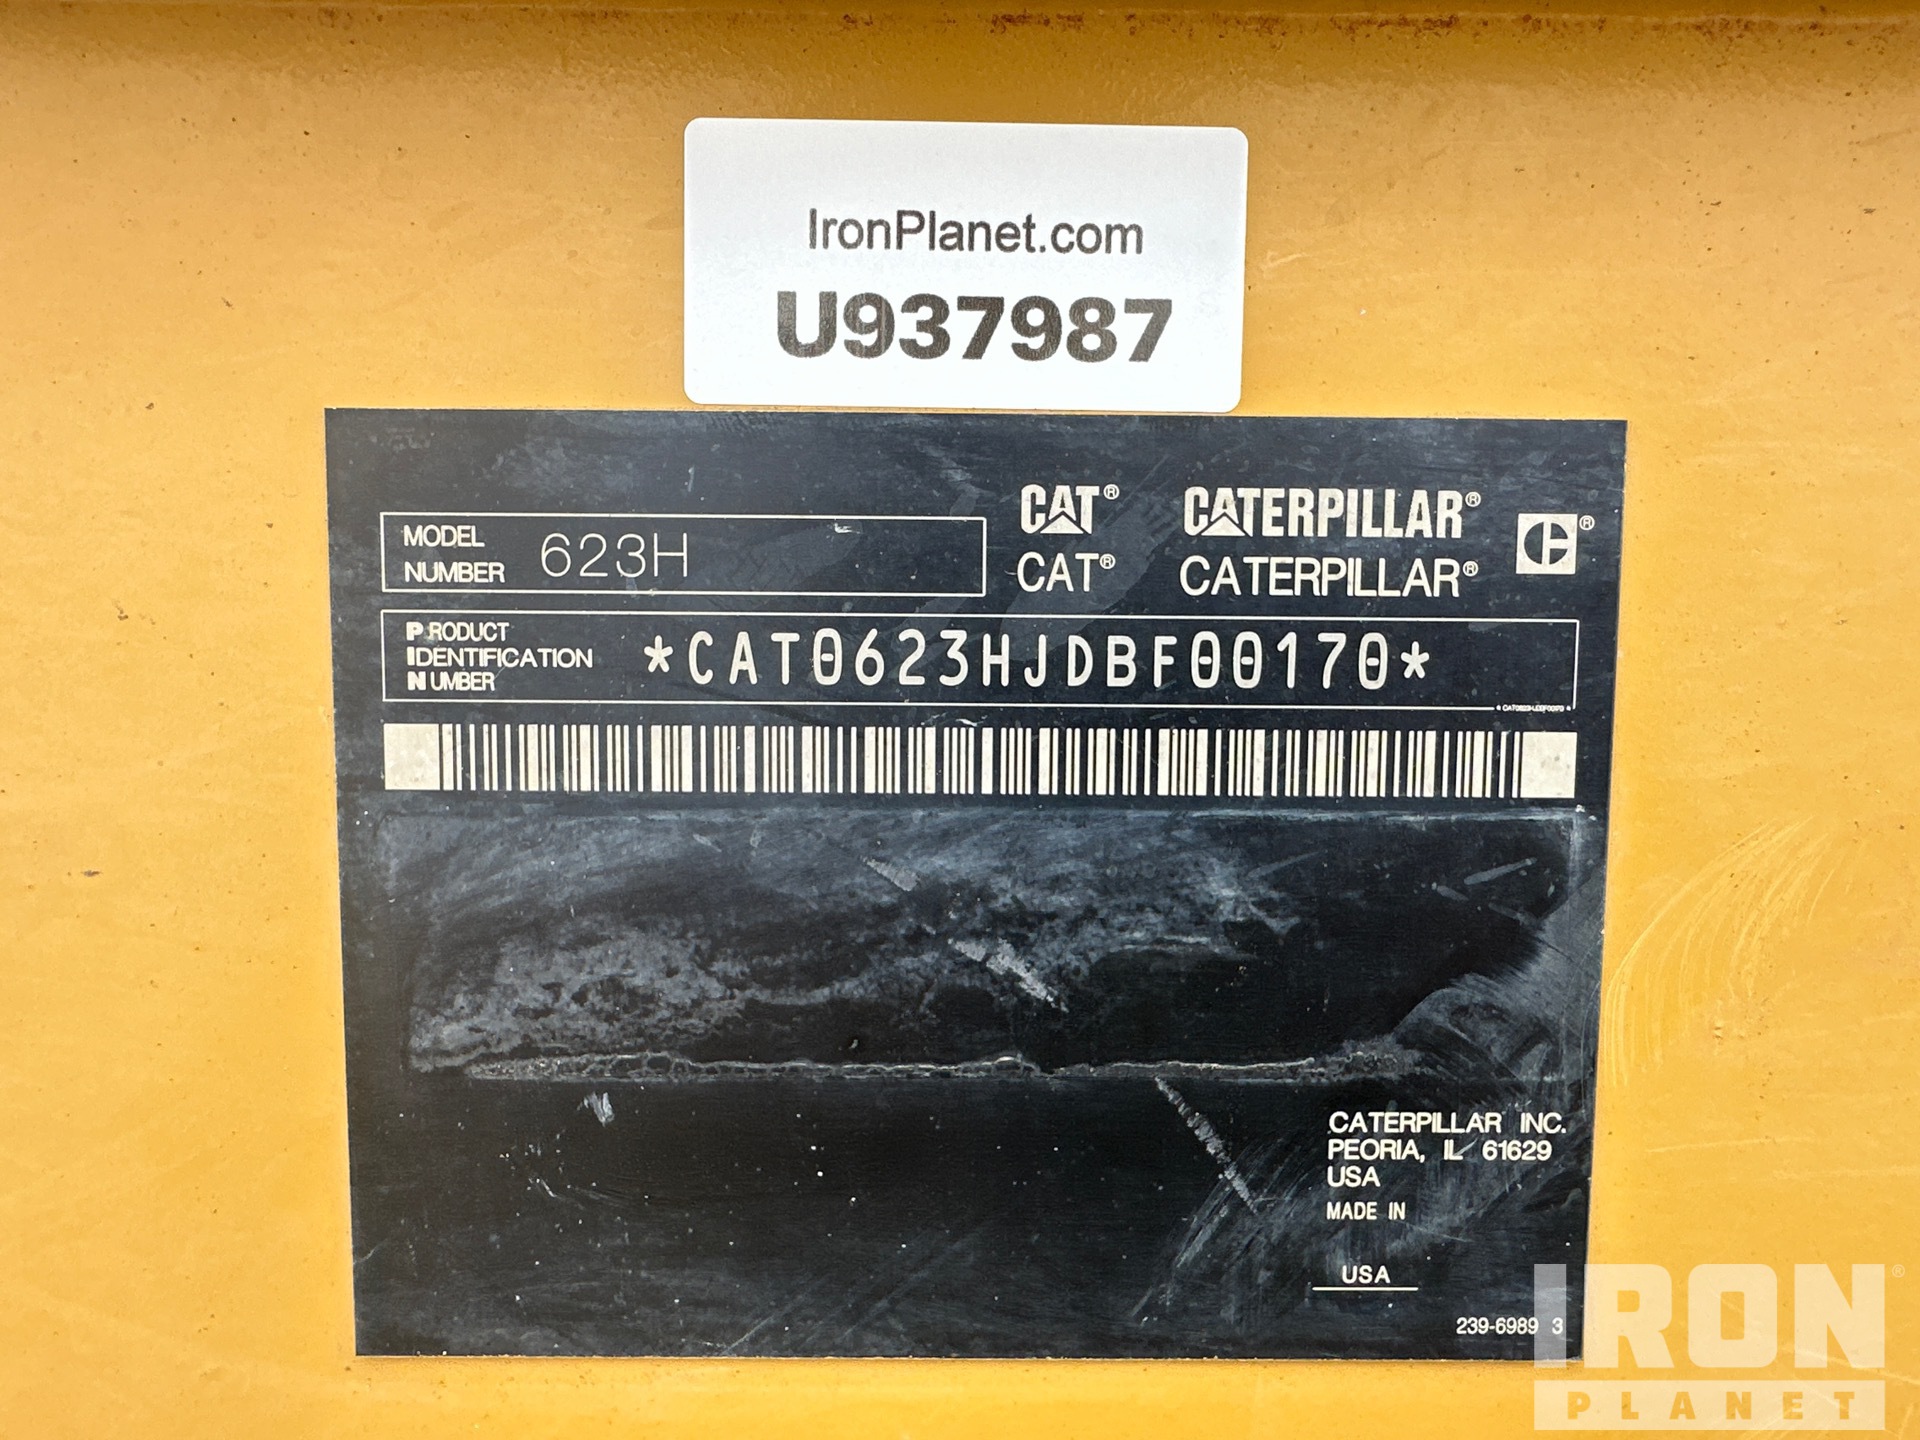 IronPlanet.com
U937987
MODEL NUMBER 623H
CAT® CATERPILLAR® ®
CAT® CATERPILLAR®
PRODUCT IDENTIFICATION NUMBER *CAT0623HJDBF00170*
*CAT0623HJDBF00170*
CATERPILLAR INC.
PEORIA, IL 61629
USA
MADE IN
USA
239-6989 3
IRON®
PLANET